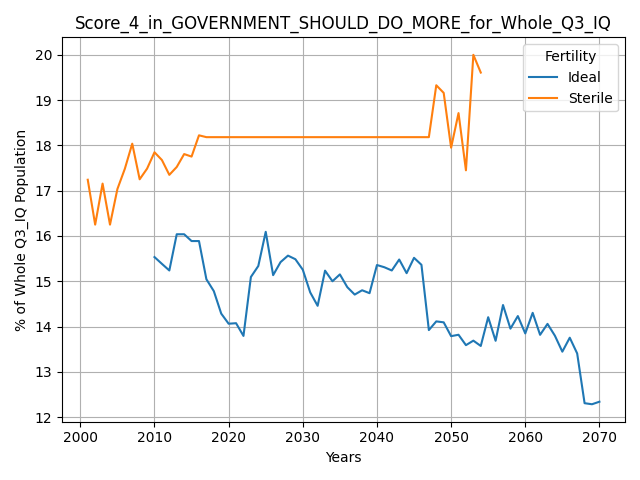 Score_4_in_GOVERNMENT_SHOULD_DO_MORE_for_Whole_Q3_IQ
Fertility
Ideal
Sterile
% of Whole Q3_IQ Population
20
19
18
17
16
15
14
13
12
2000 2010 2020 2030 2040 2050 2060 2070
Years